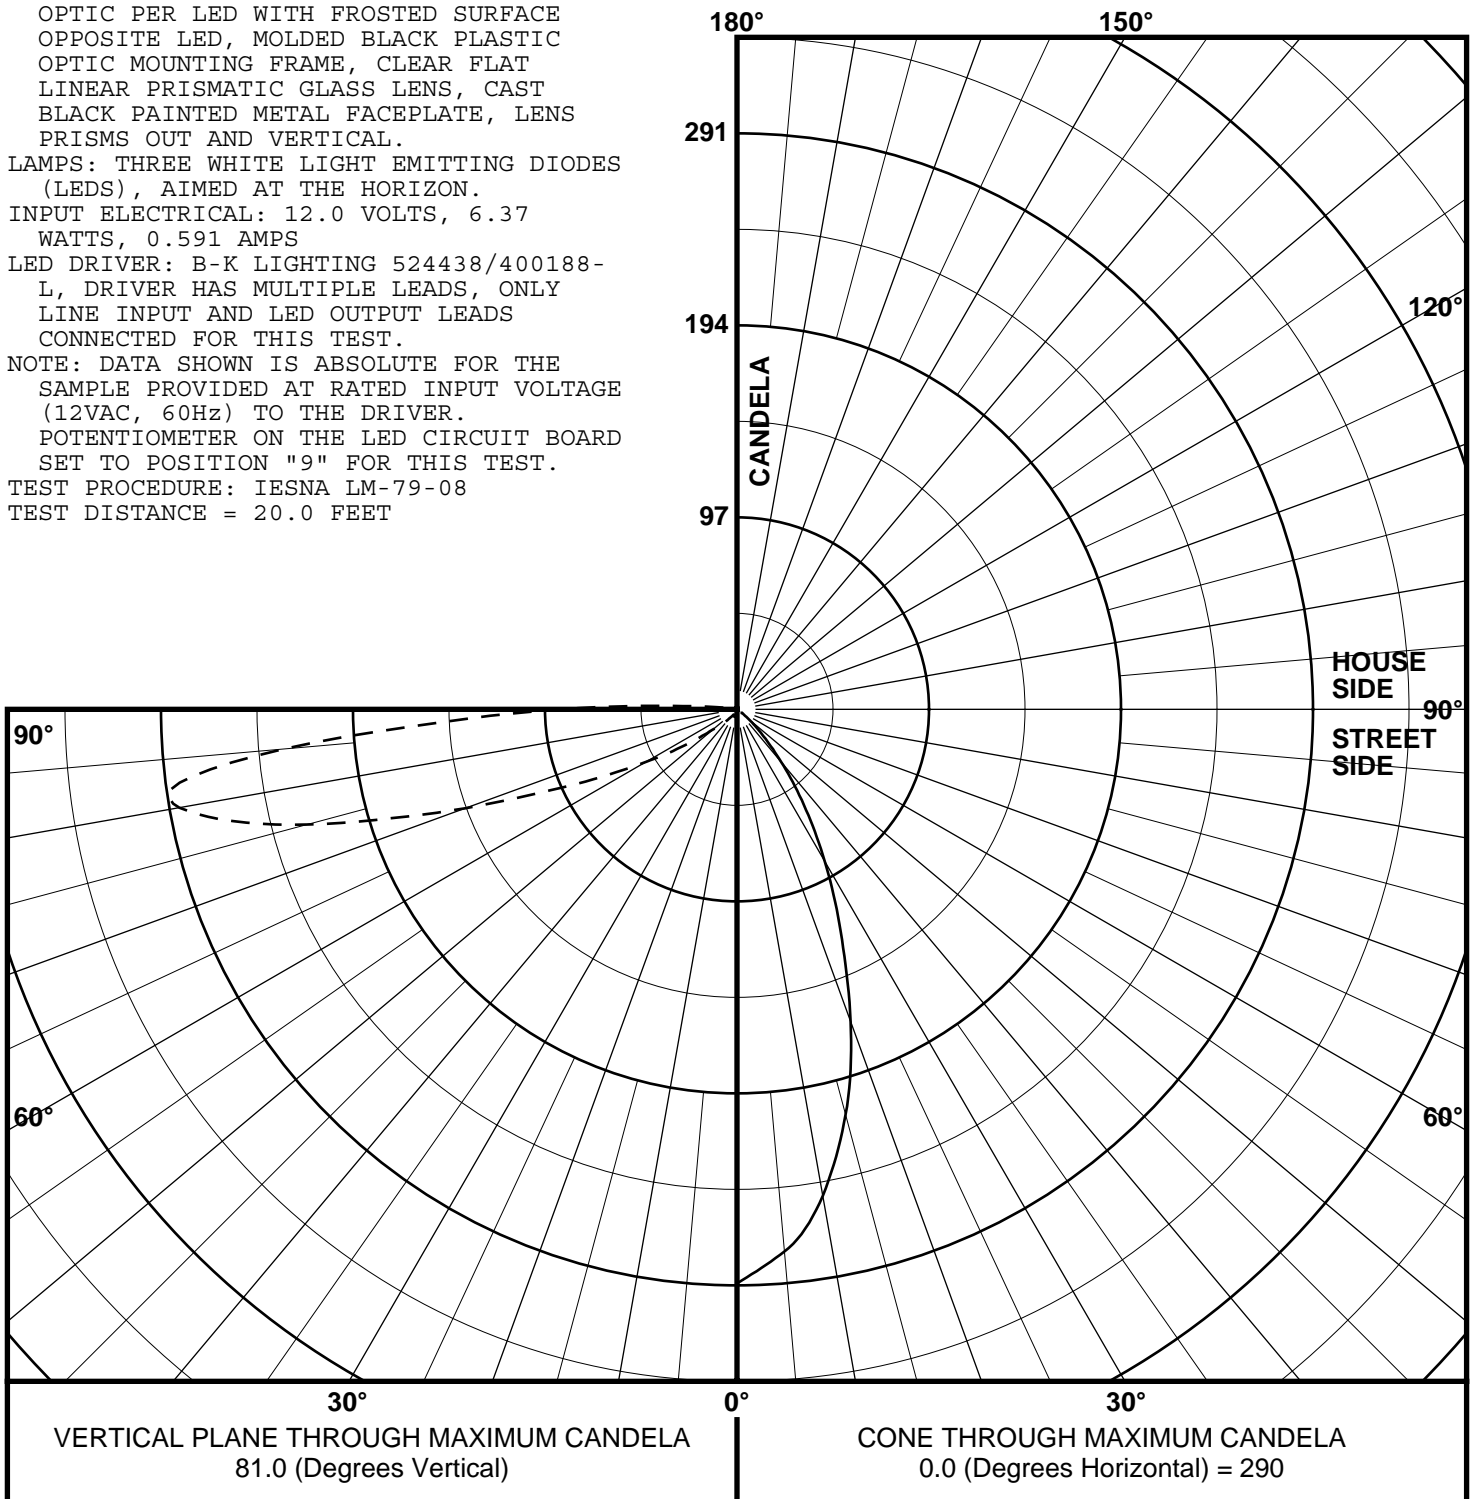 OPTIC PER LED WITH FROSTED SURFACE
OPPOSITE LED, MOLDED BLACK PLASTIC
OPTIC MOUNTING FRAME, CLEAR FLAT
LINEAR PRISMATIC GLASS LENS, CAST
BLACK PAINTED METAL FACEPLATE, LENS
PRISMS OUT AND VERTICAL.
LAMPS: THREE WHITE LIGHT EMITTING DIODES
(LEDS), AIMED AT THE HORIZON.
INPUT ELECTRICAL: 12.0 VOLTS, 6.37
WATTS, 0.591 AMPS
LED DRIVER: B-K LIGHTING 524438/400188-
L, DRIVER HAS MULTIPLE LEADS, ONLY
LINE INPUT AND LED OUTPUT LEADS
CONNECTED FOR THIS TEST.
NOTE: DATA SHOWN IS ABSOLUTE FOR THE
SAMPLE PROVIDED AT RATED INPUT VOLTAGE
(12VAC, 60Hz) TO THE DRIVER.
POTENTIOMETER ON THE LED CIRCUIT BOARD
SET TO POSITION "9" FOR THIS TEST.
TEST PROCEDURE: IESNA LM-79-08
TEST DISTANCE = 20.0 FEET
180°
150°
291
120°
194
CANDELA
97
HOUSE
SIDE
90°
90°
STREET
SIDE
60°
60°
30°
0°
30°
VERTICAL PLANE THROUGH MAXIMUM CANDELA
81.0 (Degrees Vertical)
CONE THROUGH MAXIMUM CANDELA
0.0 (Degrees Horizontal) = 290